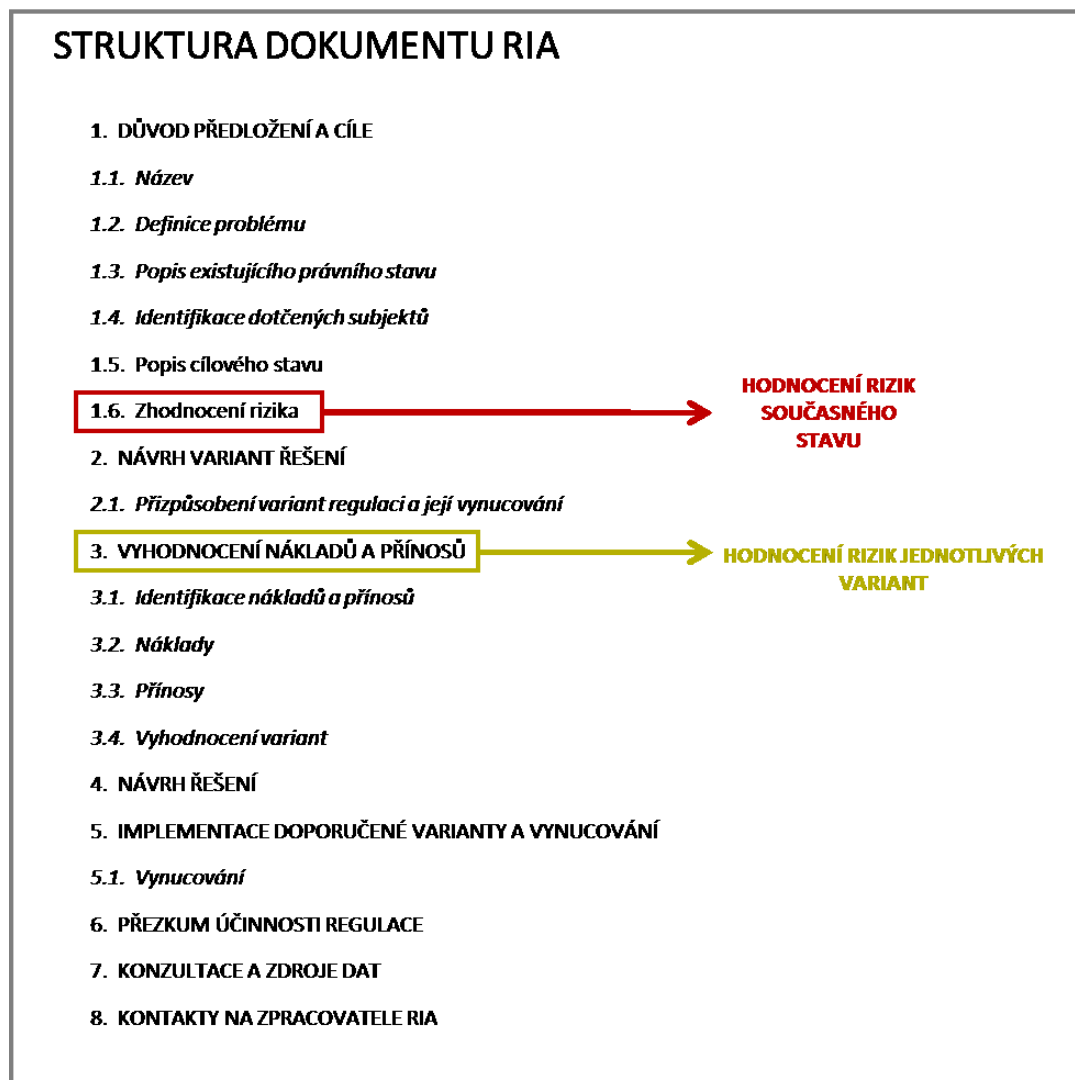 STRUKTURA DOKUMENTU RIA
1. DŮVOD PŘEDLOŽENÍ A CÍLE
1.1. Název
1.2. Definice problému
1.3. Popis existujícího právního stavu
1.4. Identifikace dotčených subjektů
1.5. Popis cílového stavu
1.6. Zhodnocení rizika
HODNOCENÍ RIZIK
SOUČASNÉHO
STAVU
2. NÁVRH VARIANT ŘEŠENÍ
2.1. Přizpůsobení variant regulaci a její vynucování
3. VYHODNOCENÍ NÁKLADŮ A PŘÍNOSŮ
HODNOCENÍ RIZIK JEDNOTLIVÝCH
VARIANT
3.1. Identifikace nákladů a přínosů
3.2. Náklady
3.3. Přínosy
3.4. Vyhodnocení variant
4. NÁVRH ŘEŠENÍ
5. IMPLEMENTACE DOPORUČENÉ VARIANTY A VYNUCOVÁNÍ
5.1. Vynucování
6. PŘEZKUM ÚČINNOSTI REGULACE
7. KONZULTACE A ZDROJE DAT
8. KONTAKTY NA ZPRACOVATELE RIA